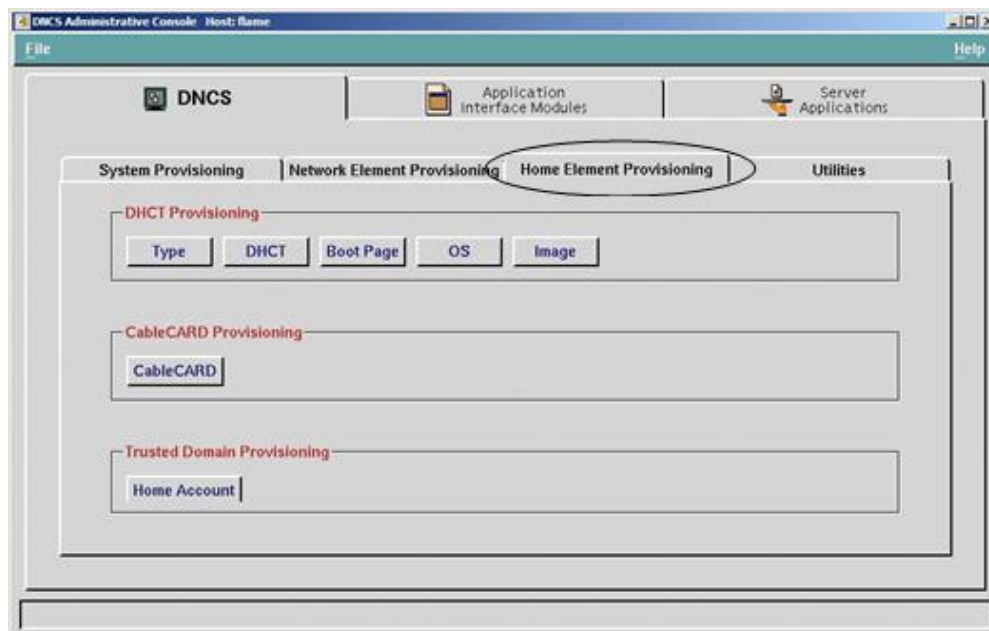 DNCS Administrative Console Host: flame
File Help
DNCS
Application
Interface Modules
Server
Applications
System Provisioning Network Element Provisioning Home Element Provisioning Utilities
DHCT Provisioning
Type DHCT Boot Page OS Image
CableCARD Provisioning
CableCARD
Trusted Domain Provisioning
Home Account